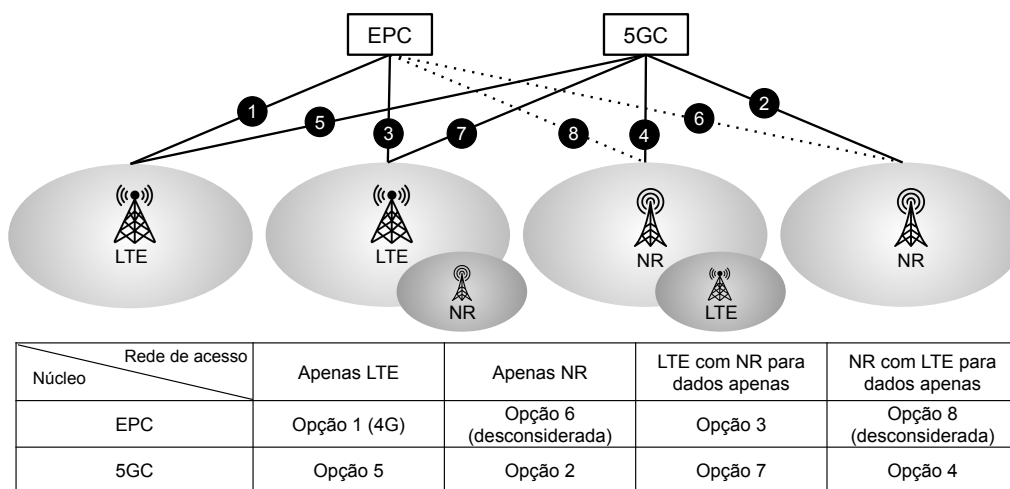 EPC
5GC
1
5
3
7
8
4
6
2
LTE
LTE
NR
NR
NR
LTE
Rede de acesso
Núcleo
Apenas LTE
Apenas NR
LTE com NR para
dados apenas
NR com LTE para
dados apenas
EPC
Opção 1 (4G)
Opção 6
(desconsiderada)
Opção 3
Opção 8
(desconsiderada)
5GC
Opção 5
Opção 2
Opção 7
Opção 4